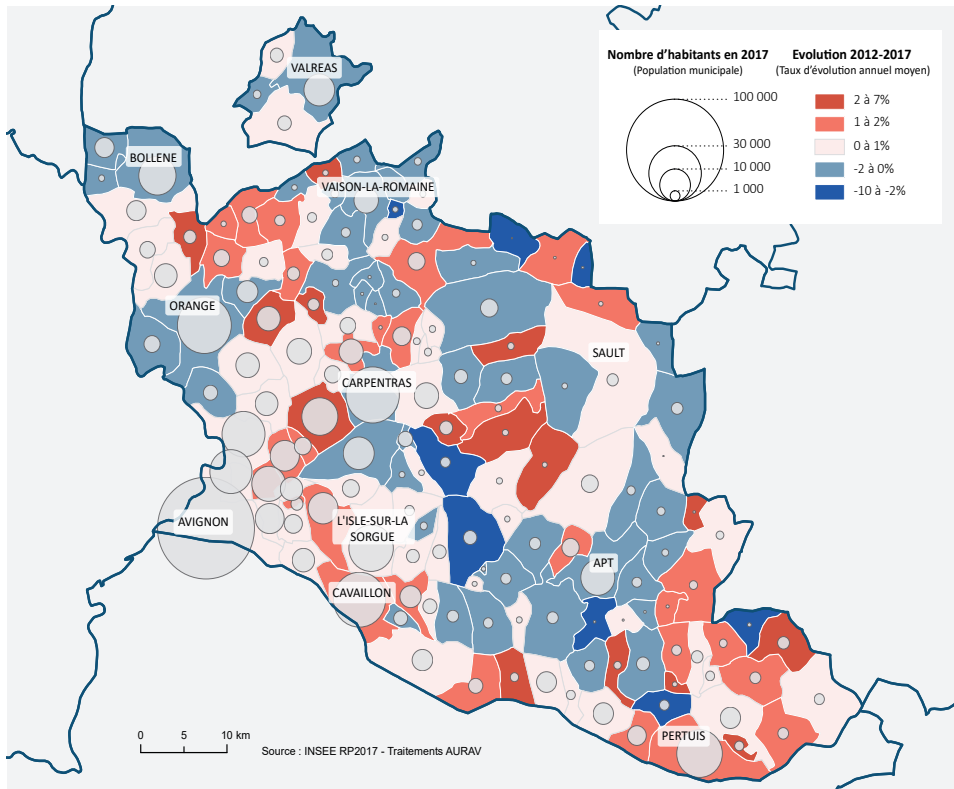 Nombre d'habitants en 2017
(Population municipale)
100 000
30 000
10 000
1 000
Evolution 2012-2017
(Taux d'évolution annuel moyen)
2 à 7%
1 à 2%
0 à 1%
-2 à 0%
-10 à -2%
VALREAS
BOLLENE
VAISON-LA-ROMAINE
ORANGE
SAULT
CARPENTRAS
AVIGNON
L'ISLE-SUR-LA
SORGUE
APT
CAVAILLON
PERTUIS
0 5 10 km
Source : INSEE RP2017 - Traitements AURAV